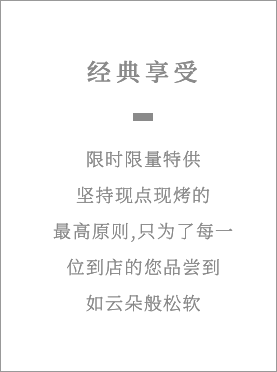 经典享受
限时限量特供
坚持现点现烤的
最高原则,只为了每一
位到店的您品尝到
如云朵般松软